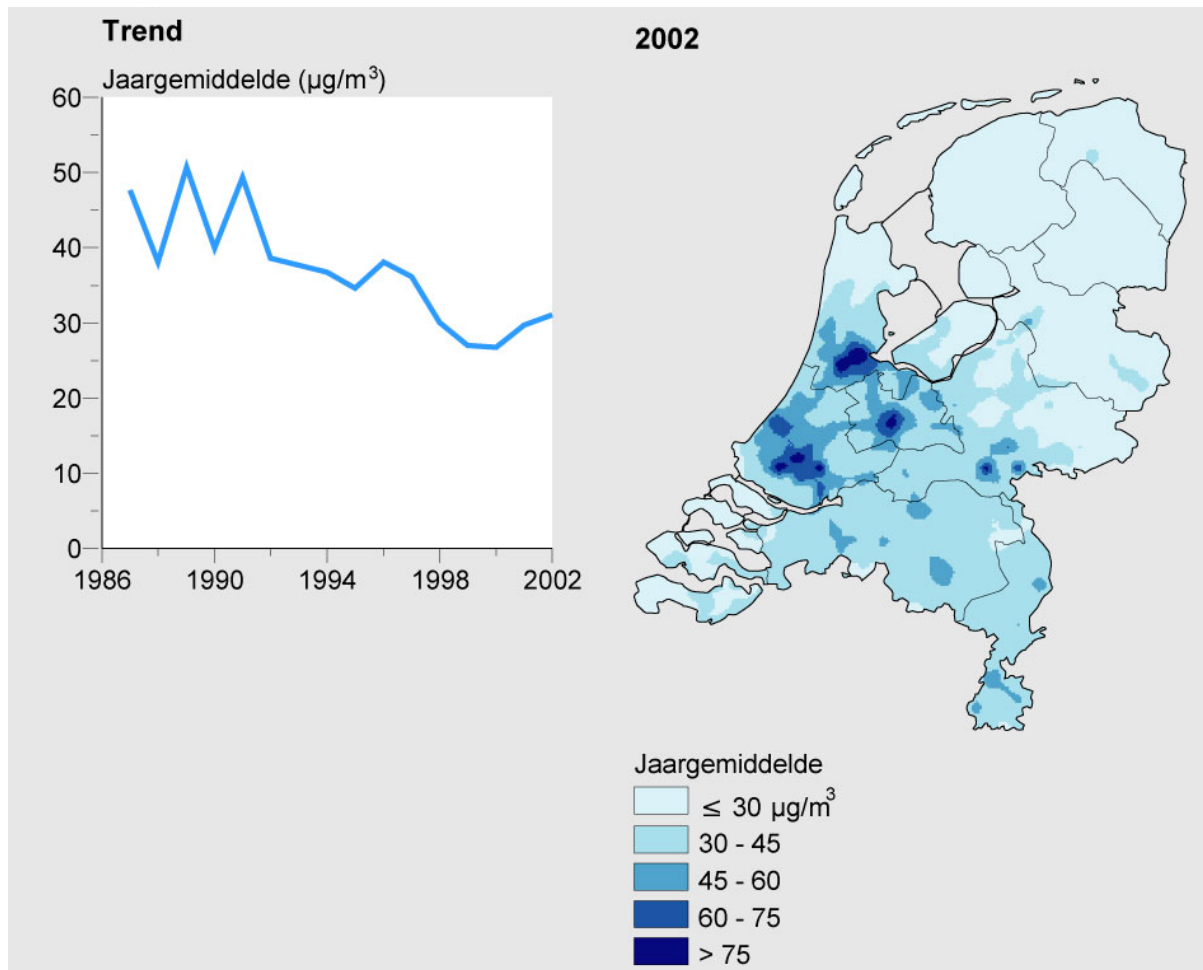 Trend
Jaargemiddelde (µg/m³)
60
50
40
30
20
10
0
1986 1990 1994 1998 2002
2002
Jaargemiddelde
≤ 30 µg/m³
30 - 45
45 - 60
60 - 75
> 75